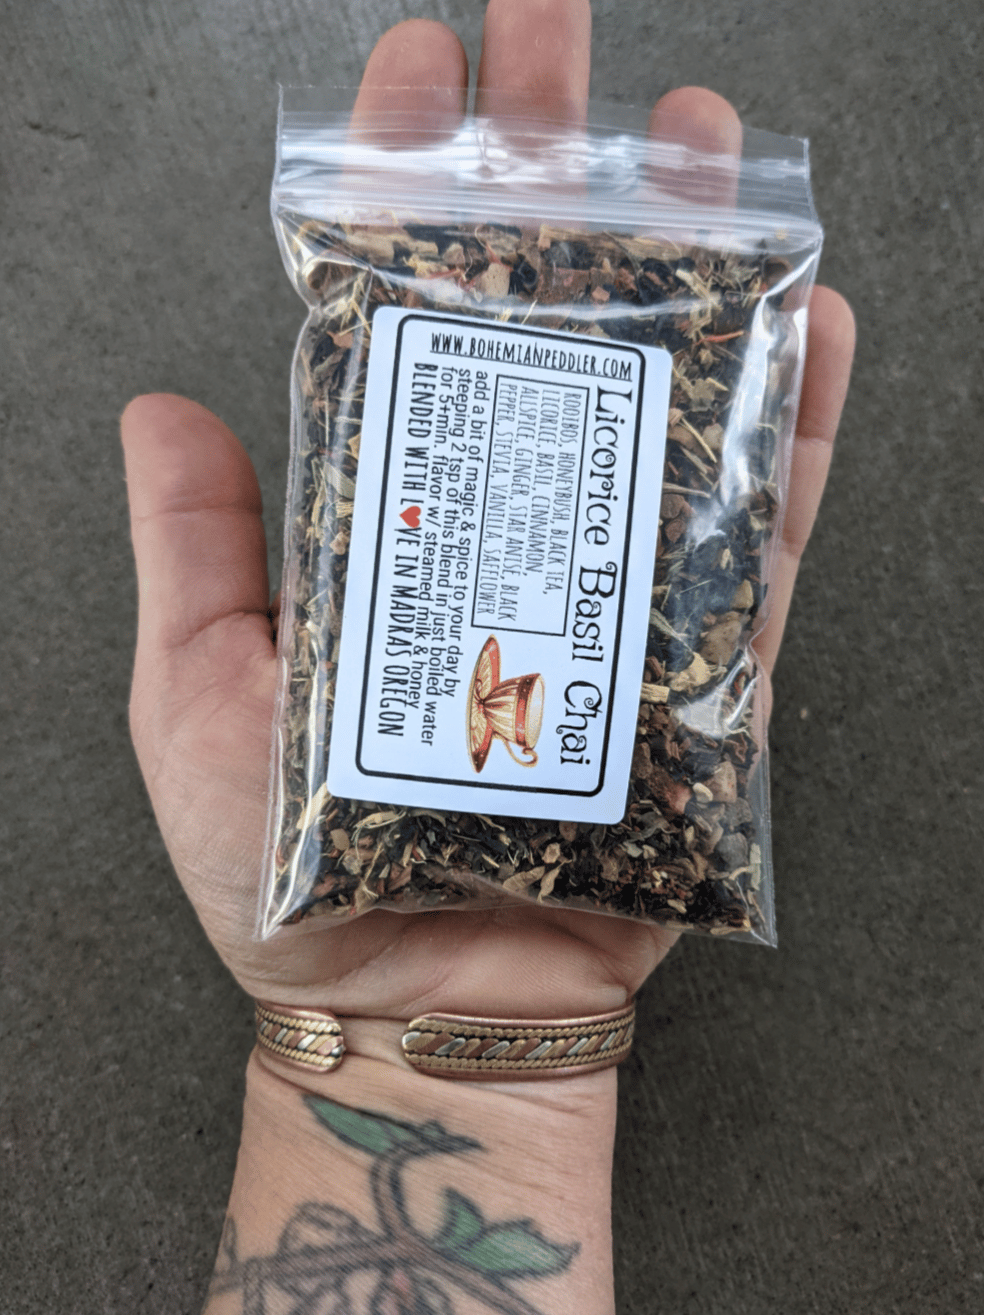 Licorice Basil Chai
ROOIBOS, HONEYBUSH, BLACK TEA,
LICORICE, BASIL, CINNAMON,
ALLSPICE, GINGER, STAR ANISE, BLACK
PEPPER, STEVIA, VANILLA, SAFFLOWER
add a bit of magic & spice to your day by
steeping 2 tsp of this blend in just boiled water
for 5+min. flavor w/ steamed milk & honey
BLENDED WITH L❤VE IN MADRAS OREGON
WWW.BOHEMIANPEDDLER.COM